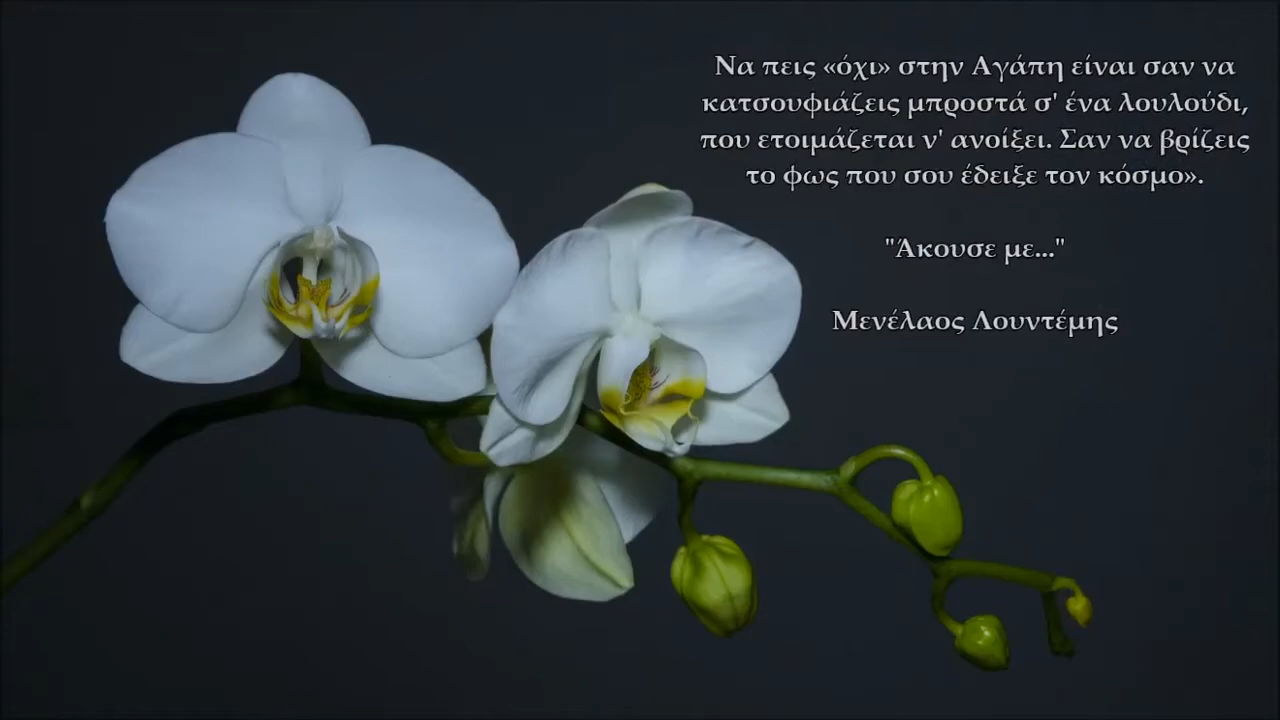 Να πεις «όχι» στην Αγάπη είναι σαν να
κατσουφιάζεις μπροστά σ' ένα λουλούδι,
που ετοιμάζεται ν' ανοίξει. Σαν να βρίζεις
το φως που σου έδειξε τον κόσμο».
"Άκουσε με..."
Μενέλαος Λουντέμης